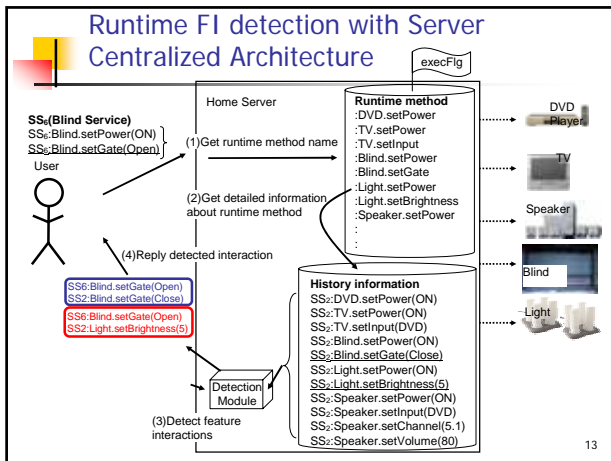 Runtime FI detection with Server
Centralized Architecture
execFlg
Home Server
SS₆(Blind Service)
SS₆:Blind.setPower(ON)
SS₆:Blind.setGate(Open)
User
(1)Get runtime method name
Runtime method
:DVD.setPower
:TV.setPower
:TV.setInput
:Blind.setPower
:Blind.setGate
:Light.setPower
:Light.setBrightness
:Speaker.setPower
:
:
(2)Get detailed information
about runtime method
(4)Reply detected interaction
SS6:Blind.setGate(Open)
SS2:Blind.setGate(Close)
SS6:Blind.setGate(Open)
SS2:Light.setBrightness(5)
Detection
Module
(3)Detect feature
interactions
History information
SS₂:DVD.setPower(ON)
SS₂:TV.setPower(ON)
SS₂:TV.setInput(DVD)
SS₂:Blind.setPower(ON)
SS₂:Blind.setGate(Close)
SS₂:Light.setPower(ON)
SS₂:Light.setBrightness(5)
SS₂:Speaker.setPower(ON)
SS₂:Speaker.setInput(DVD)
SS₂:Speaker.setChannel(5.1)
SS₂:Speaker.setVolume(80)
DVD
Player
TV
Speaker
Blind
Light
13